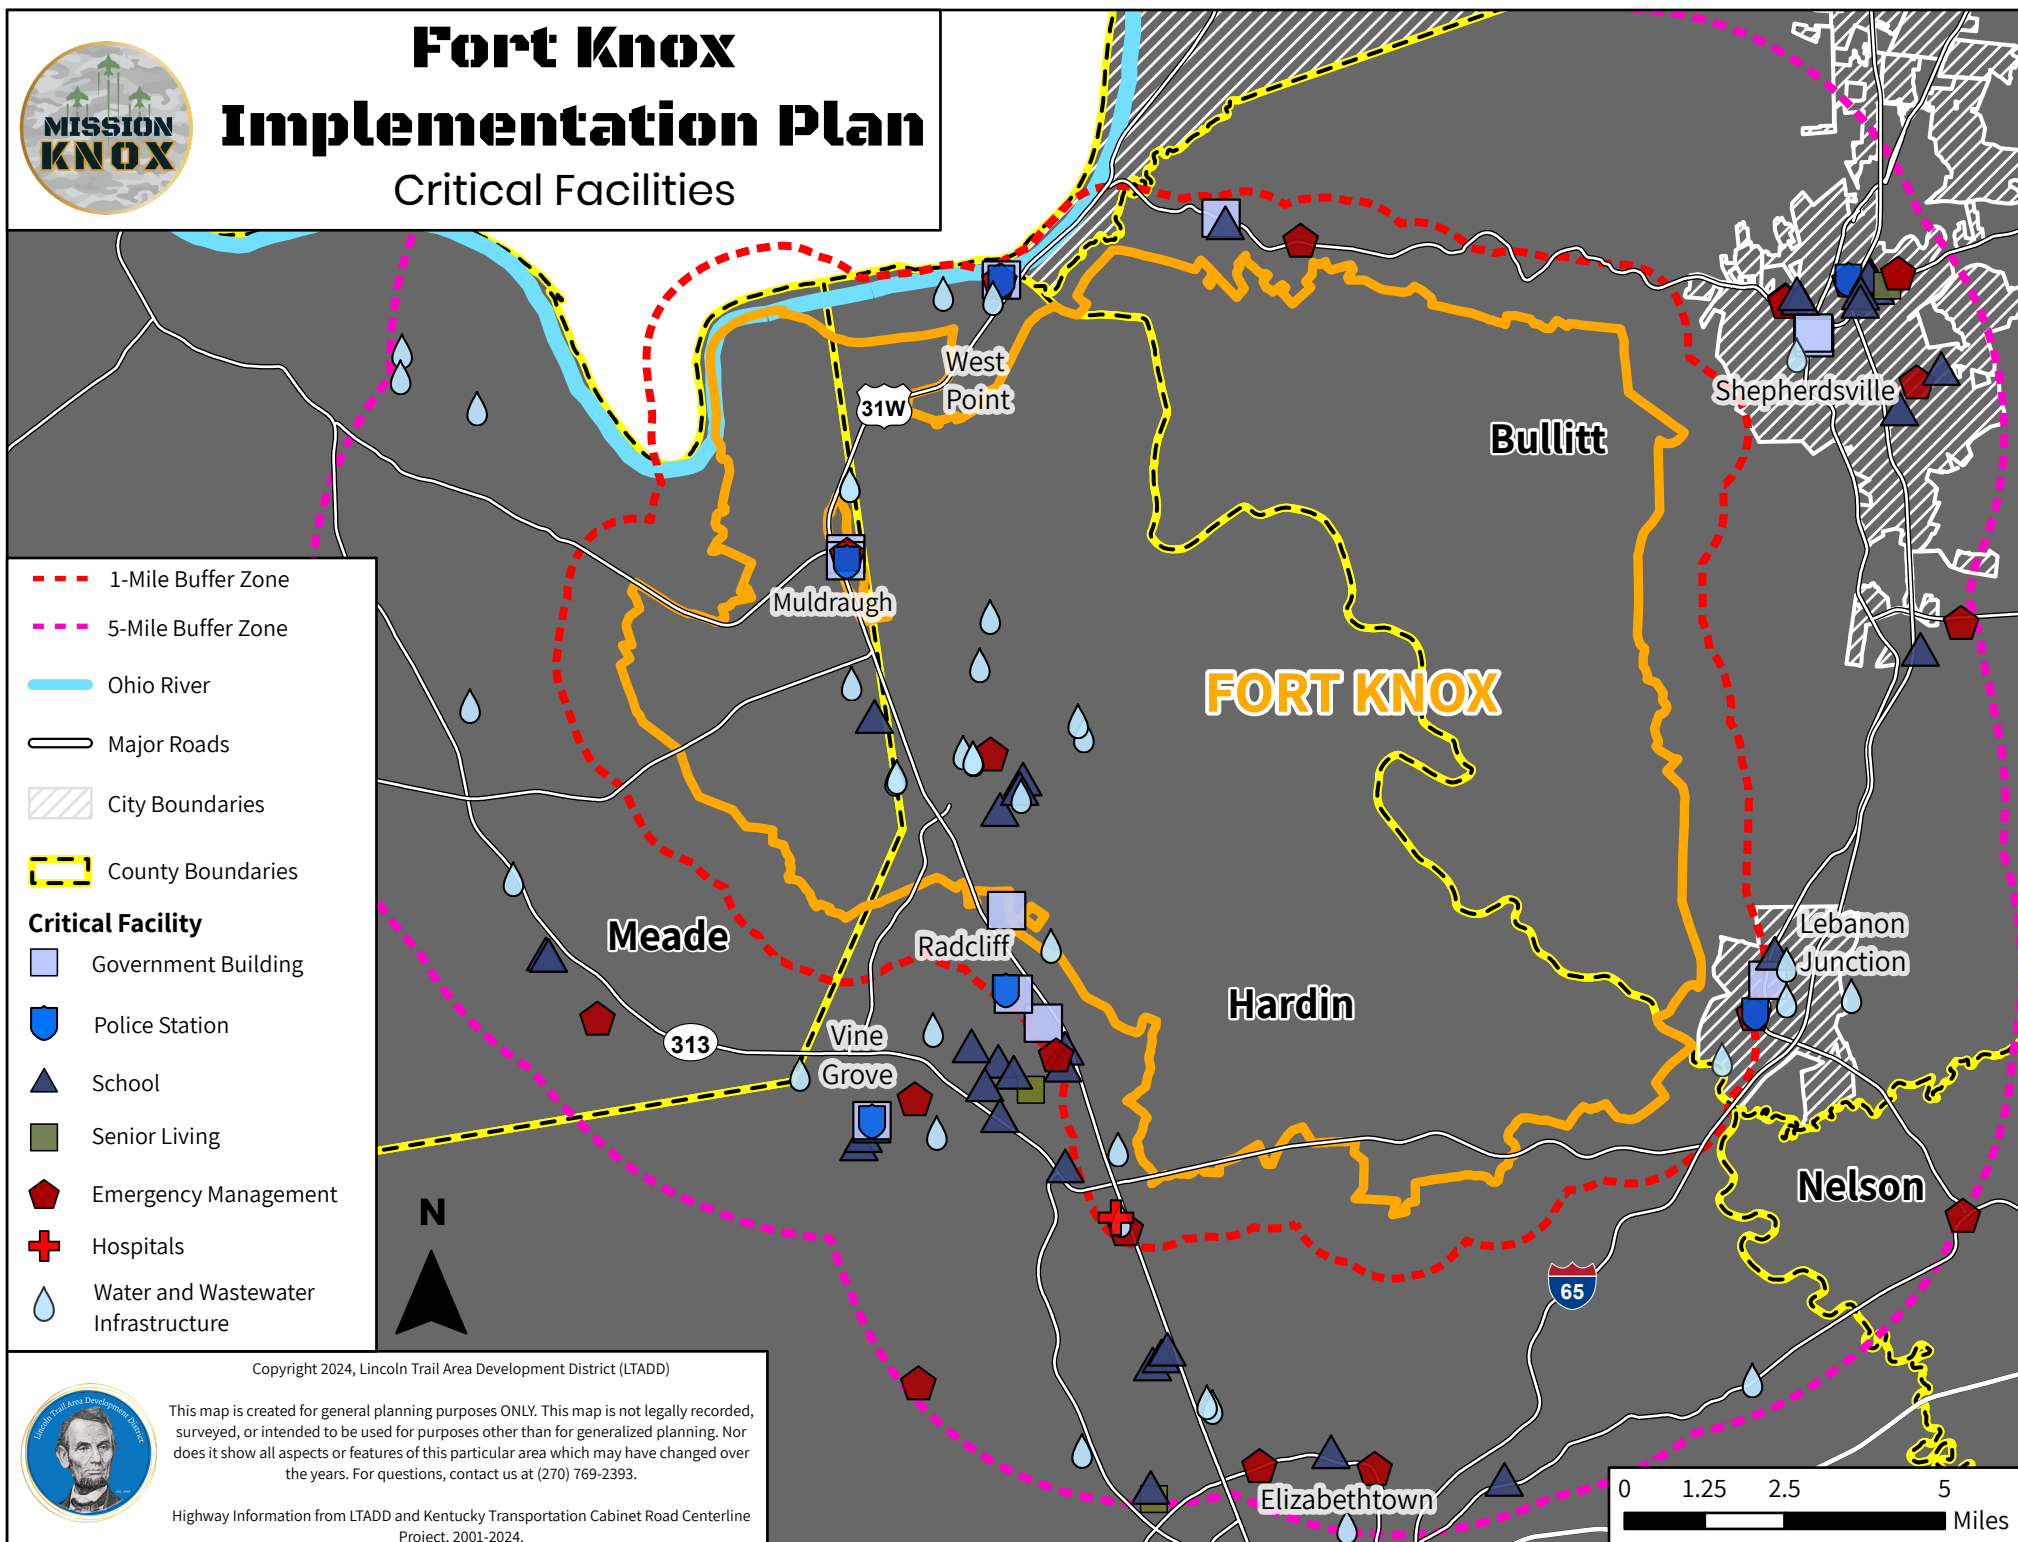 Fort Knox
Implementation Plan
Critical Facilities
MISSION
KNOX
West
Point
31W
Shepherdsville
Bullitt
Muldraugh
FORT KNOX
Meade
Radcliff
Lebanon
Junction
Hardin
313
Vine
Grove
Nelson
65
Elizabethtown
1-Mile Buffer Zone
5-Mile Buffer Zone
Ohio River
Major Roads
City Boundaries
County Boundaries
Critical Facility
Government Building
Police Station
School
Senior Living
Emergency Management
Hospitals
Water and Wastewater
Infrastructure
N
Copyright 2024, Lincoln Trail Area Development District (LTADD)
This map is created for general planning purposes ONLY. This map is not legally recorded,
surveyed, or intended to be used for purposes other than for generalized planning. Nor
does it show all aspects or features of this particular area which may have changed over
the years. For questions, contact us at (270) 769-2393.
Highway Information from LTADD and Kentucky Transportation Cabinet Road Centerline
Project, 2001-2024.
Lincoln Trail Area Development District
0 1.25 2.5 5
Miles